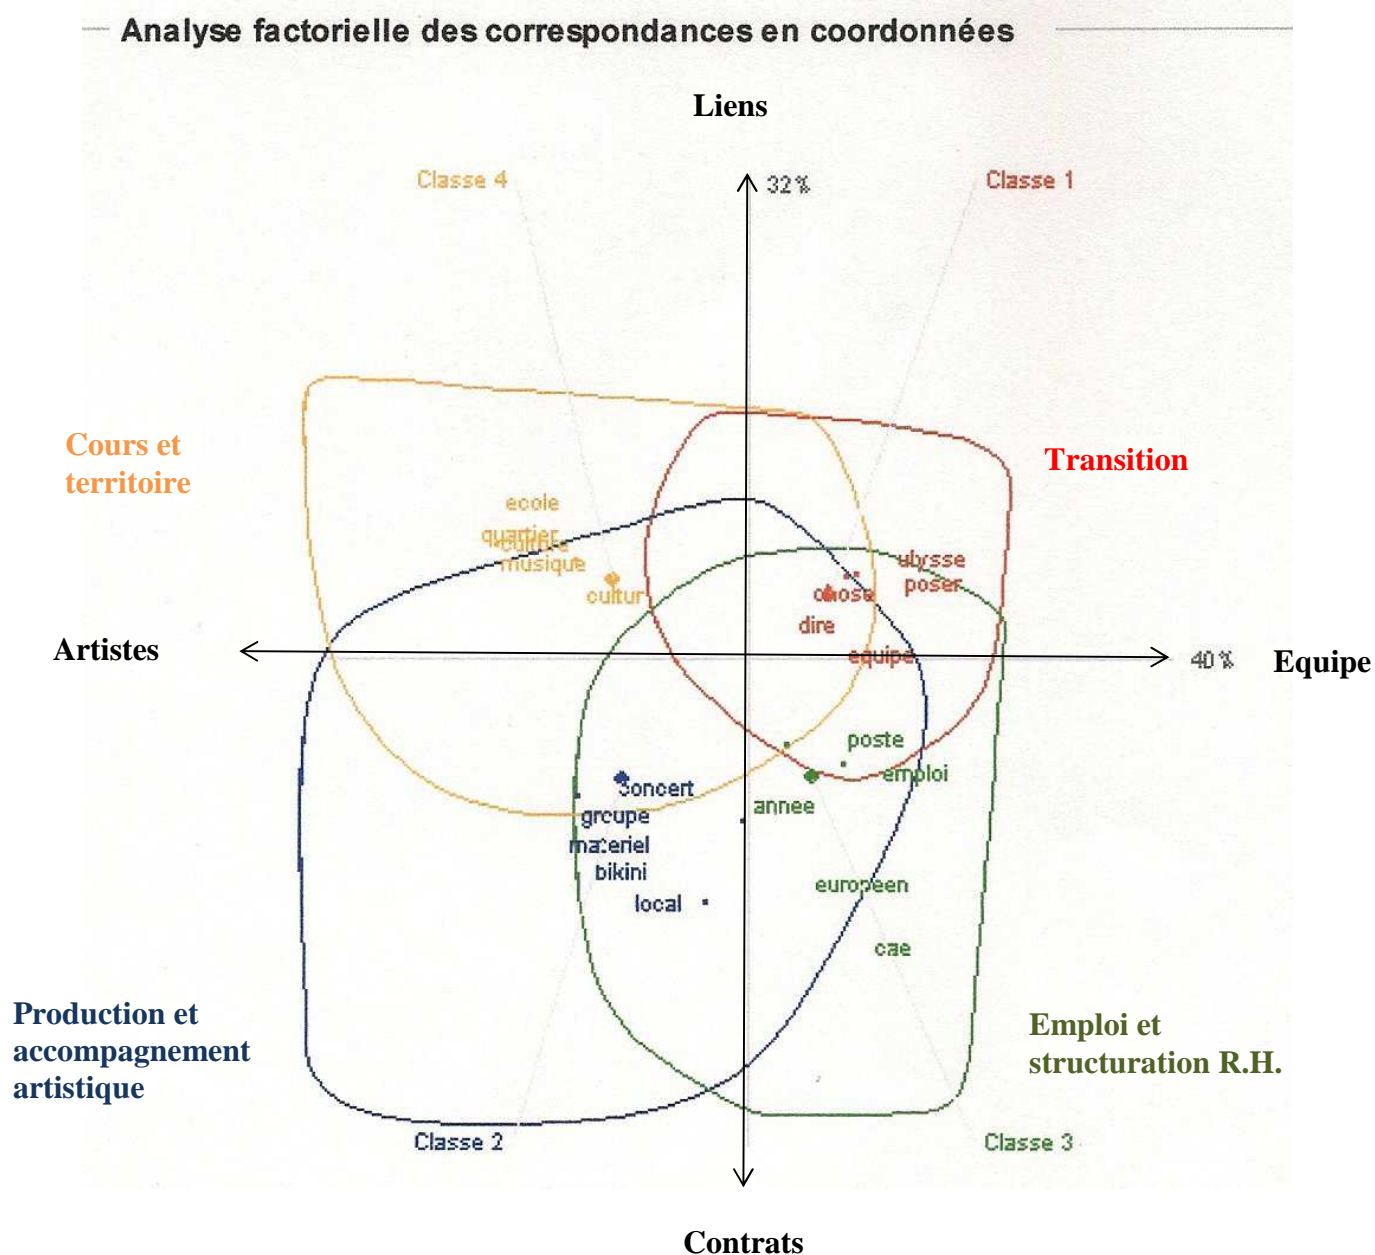 Analyse factorielle des correspondances en coordonnées
Liens
Classe 4
32%
Classe 1
Cours et
territoire
Transition
ecole
quartier
culture
musique
cultur
ulysse
poser
chose
dire
equipe
Artistes
40%
Equipe
poste
emploi
annee
concert
groupe
materiel
bikini
local
europeen
cae
Production et
accompagnement
artistique
Emploi et
structuration R.H.
Classe 2
Classe 3
Contrats